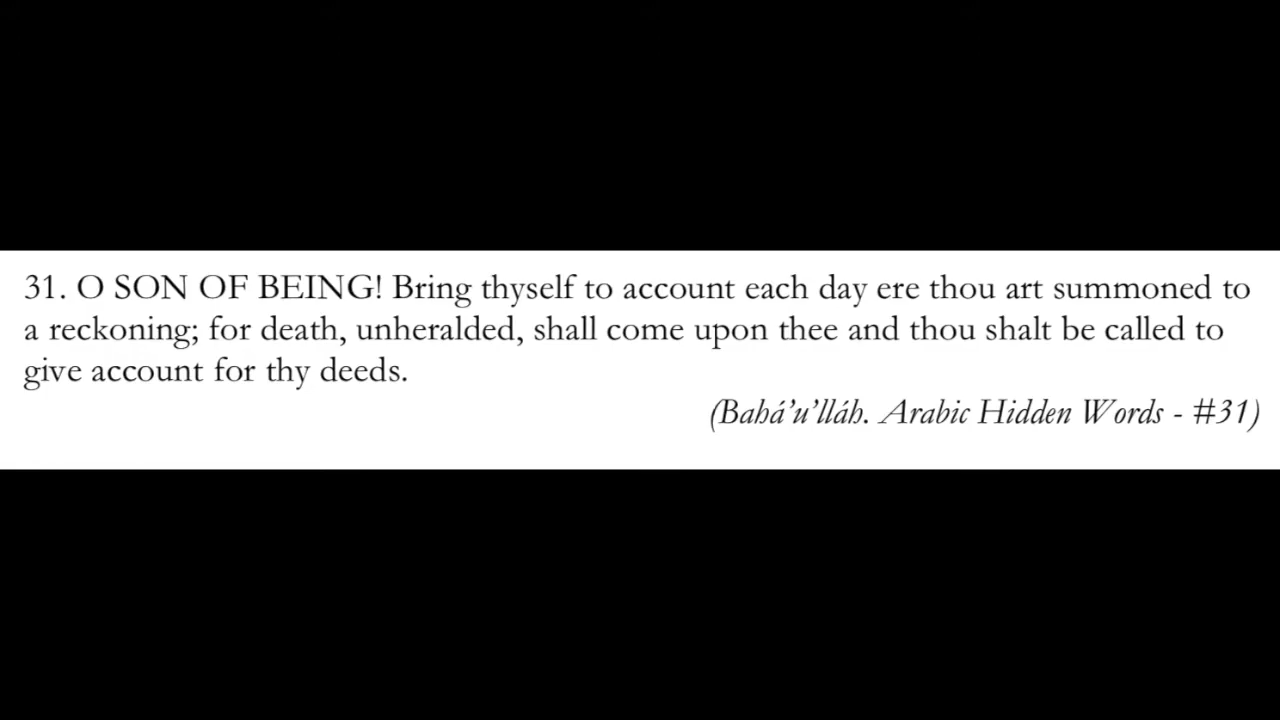 31. O SON OF BEING! Bring thyself to account each day ere thou art summoned to
a reckoning; for death, unheralded, shall come upon thee and thou shalt be called to
give account for thy deeds.
(Bahá’u’lláh. Arabic Hidden Words - #31)